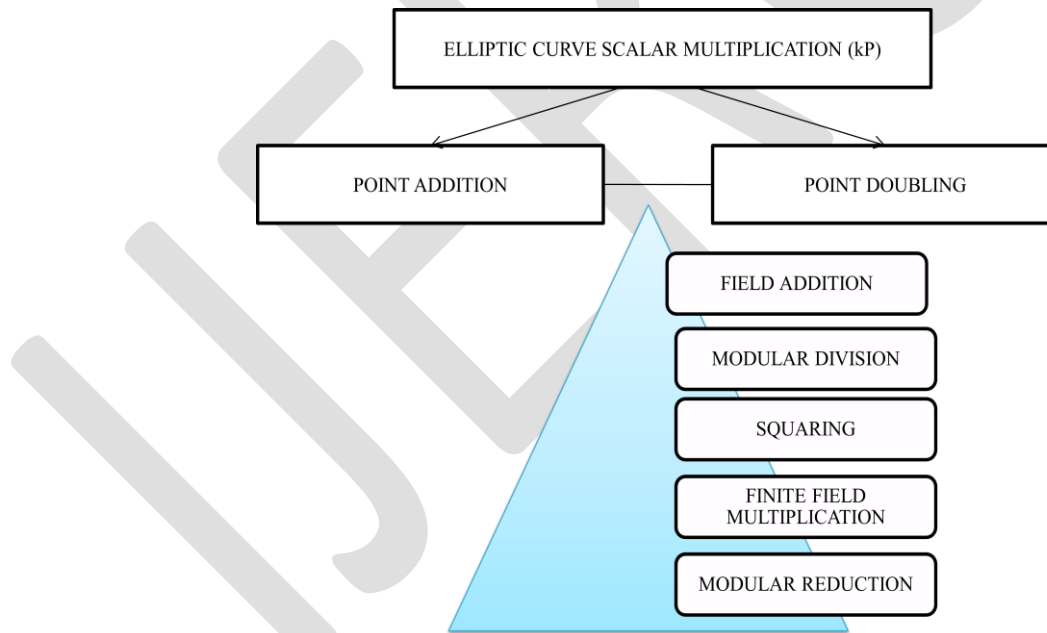 ELLIPTIC CURVE SCALAR MULTIPLICATION (kP)
POINT ADDITION
POINT DOUBLING
FIELD ADDITION
MODULAR DIVISION
SQUARING
FINITE FIELD
MULTIPLICATION
MODULAR REDUCTION